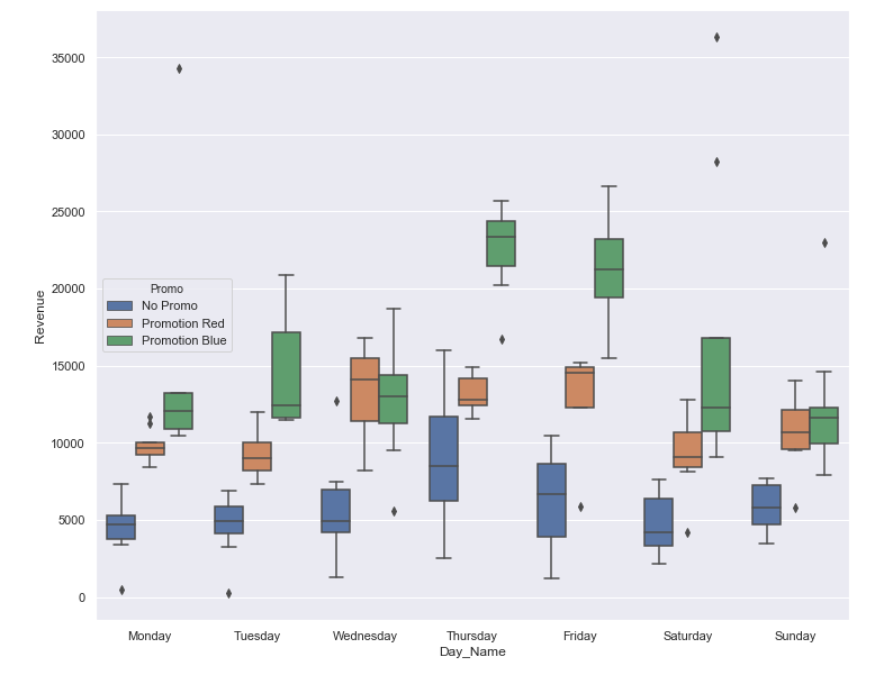 35000
30000
25000
20000
15000
10000
5000
0
Revenue
Promo
No Promo
Promotion Red
Promotion Blue
Monday Tuesday Wednesday Thursday Friday Saturday Sunday
Day_Name